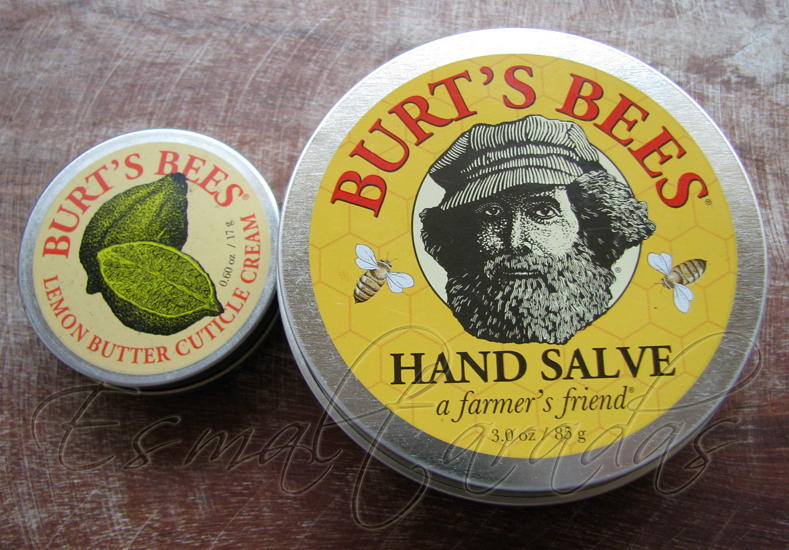 BURT'S BEES®
0.60 oz / 17 g
LEMON BUTTER CUTICLE CREAM
BURT'S BEES®
®
HAND SALVE
a farmer's friend®
3.0 oz / 85 g
EsmalCaradas